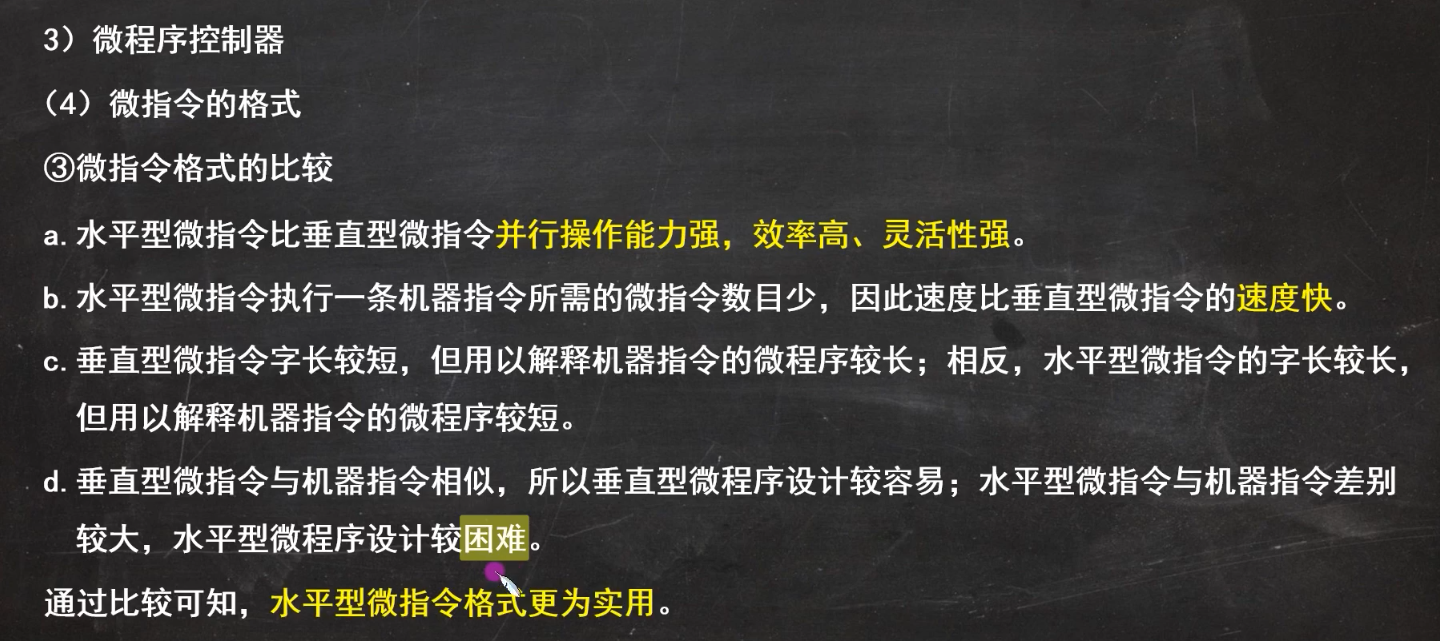 3）微程序控制器
（4）微指令的格式
③微指令格式的比较
a. 水平型微指令比垂直型微指令并行操作能力强，效率高、灵活性强。
b. 水平型微指令执行一条机器指令所需的微指令数目少，因此速度比垂直型微指令的速度快。
c. 垂直型微指令字长较短，但用以解释机器指令的微程序较长；相反，水平型微指令的字长较长，
但用以解释机器指令的微程序较短。
d. 垂直型微指令与机器指令相似，所以垂直型微程序设计较容易；水平型微指令与机器指令差别
较大，水平型微程序设计较困难。
通过比较可知，水平型微指令格式更为实用。